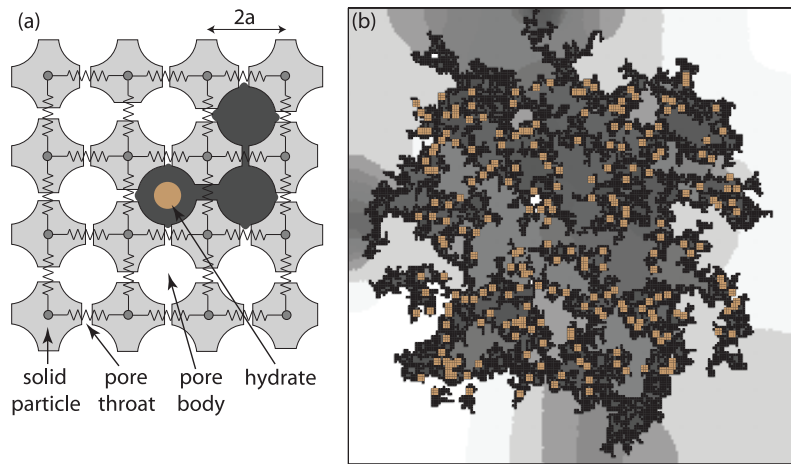 (a)
2a
(b)
solid
particle
pore
throat
pore
body
hydrate